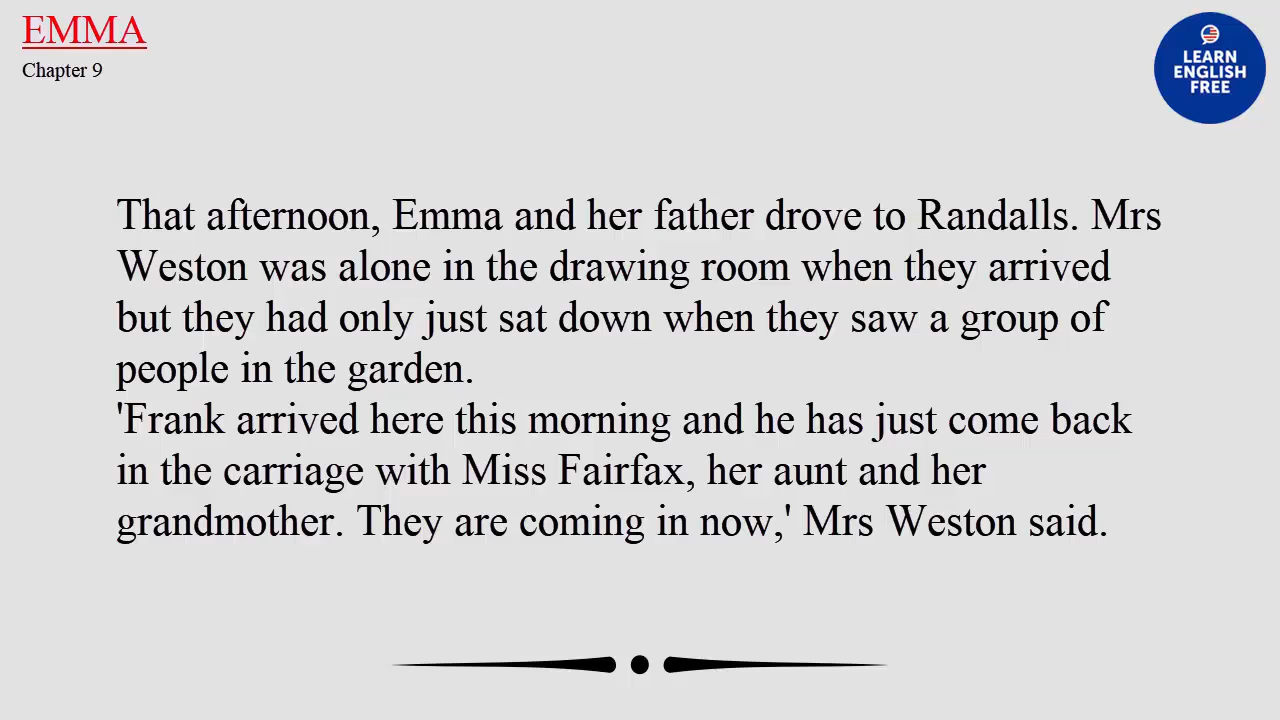 EMMA
Chapter 9
LEARN
ENGLISH
FREE
That afternoon, Emma and her father drove to Randalls. Mrs
Weston was alone in the drawing room when they arrived
but they had only just sat down when they saw a group of
people in the garden.
'Frank arrived here this morning and he has just come back
in the carriage with Miss Fairfax, her aunt and her
grandmother. They are coming in now,' Mrs Weston said.